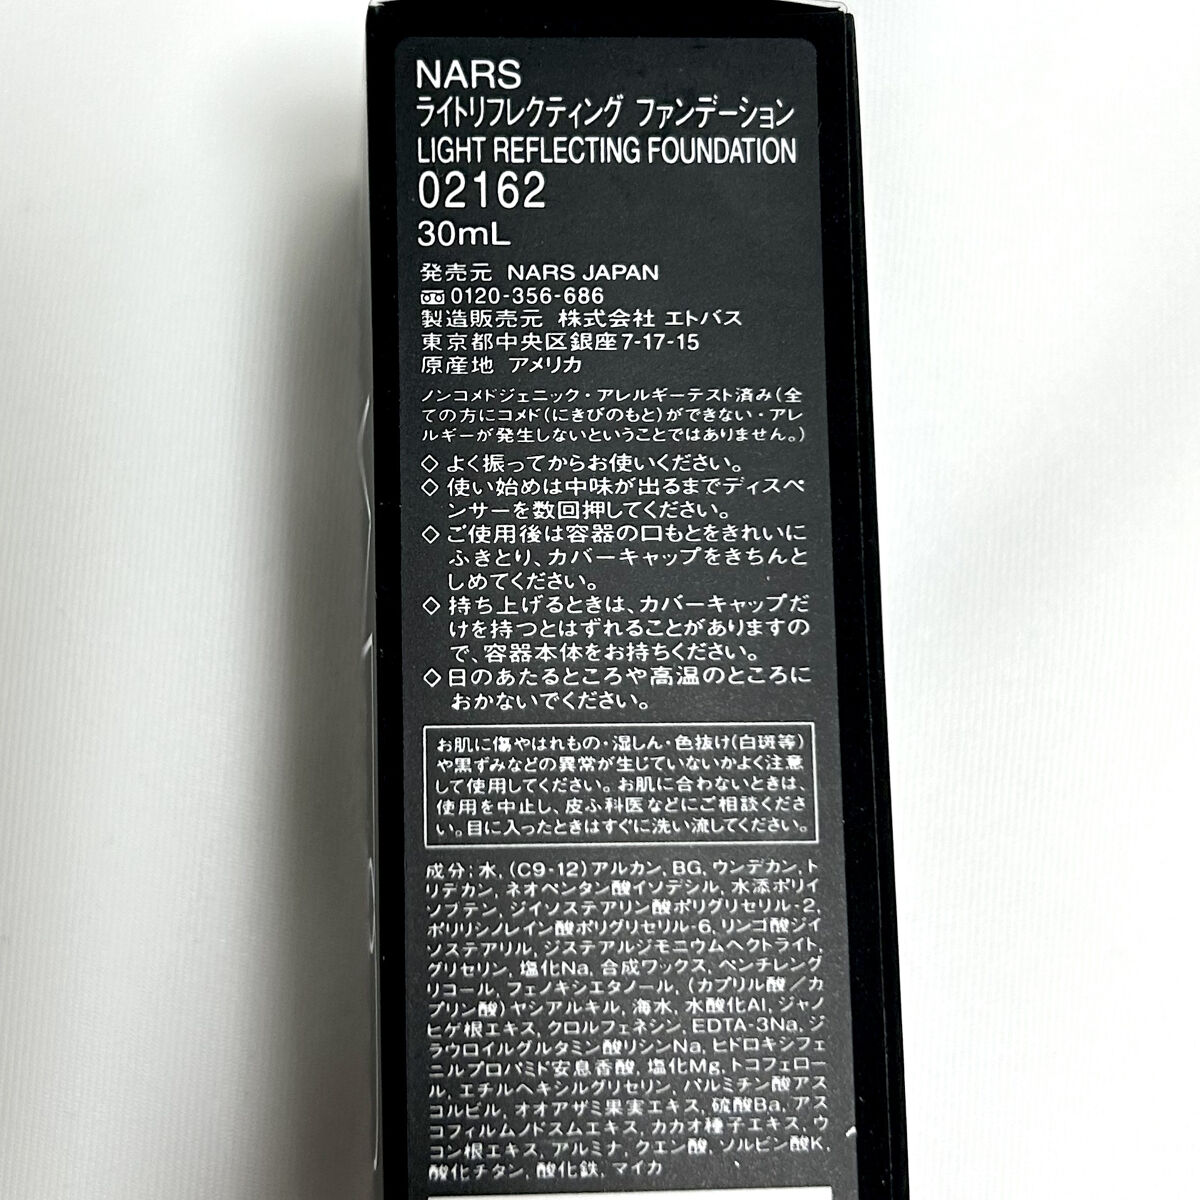 NARS
ライトリフレクティング ファンデーション
LIGHT REFLECTING FOUNDATION
02162
30mL
発売元 NARS JAPAN
0120-356-686
製造販売元 株式会社 エトバス
東京都中央区銀座7-17-15
原産地 アメリカ
ノンコメドジェニック・アレルギーテスト済み(全
ての方にコメド(にきびのもと)ができない・アレ
ルギーが発生しないということではありません。)
◇よく振ってからお使いください。
◇使い始めは中味が出るまでディスペ
ンサーを数回押してください。
◇ご使用後は容器の口もとをきれいに
ふきとり、カバーキャップをきちんと
しめてください。
◇持ち上げるときは、カバーキャップだ
けを持つとはずれることがありますの
で、容器本体をお持ちください。
◇日のあたるところや高温のところに
おかないでください。
お肌に傷やはれもの・湿しん・色抜け(白斑等)
や黒ずみなどの異常が生じていないかよく注意
して使用してください。お肌に合わないときは、
使用を中止し、皮ふ科医などにご相談くださ
い。目に入ったときはすぐに洗い流してください。
成分:水, (C9-12)アルカン, BG, ウンデカン, ト
リデカン, ネオペンタン酸イソデシル, 水添ポリイ
ソブテン, ジイソステアリン酸ポリグリセリル-2,
ポリリシノレイン酸ポリグリセリル-6, リンゴ酸ジイ
ソステアリル, ジステアルジモニウムヘクトライト,
グリセリン, 塩化Na, 合成ワックス, ペンチレング
リコール, フェノキシエタノール, (カプリル酸/カ
プリン酸)ヤシアルキル, 海水, 水酸化Al, ジャノ
ヒゲ根エキス, クロルフェネシン, EDTA-3Na, ジ
ラウロイルグルタミン酸リシンNa, ヒドロキシフェ
ニルプロパミド安息香酸, 塩化Mg, トコフェロー
ル, エチルヘキシルグリセリン, パルミチン酸アス
コルビル, オオアザミ果実エキス, 硫酸Ba, アス
コフィルムノドスムエキス, カカオ種子エキス, ウ
コン根エキス, アルミナ, クエン酸, ソルビン酸K,
酸化チタン, 酸化鉄, マイカ